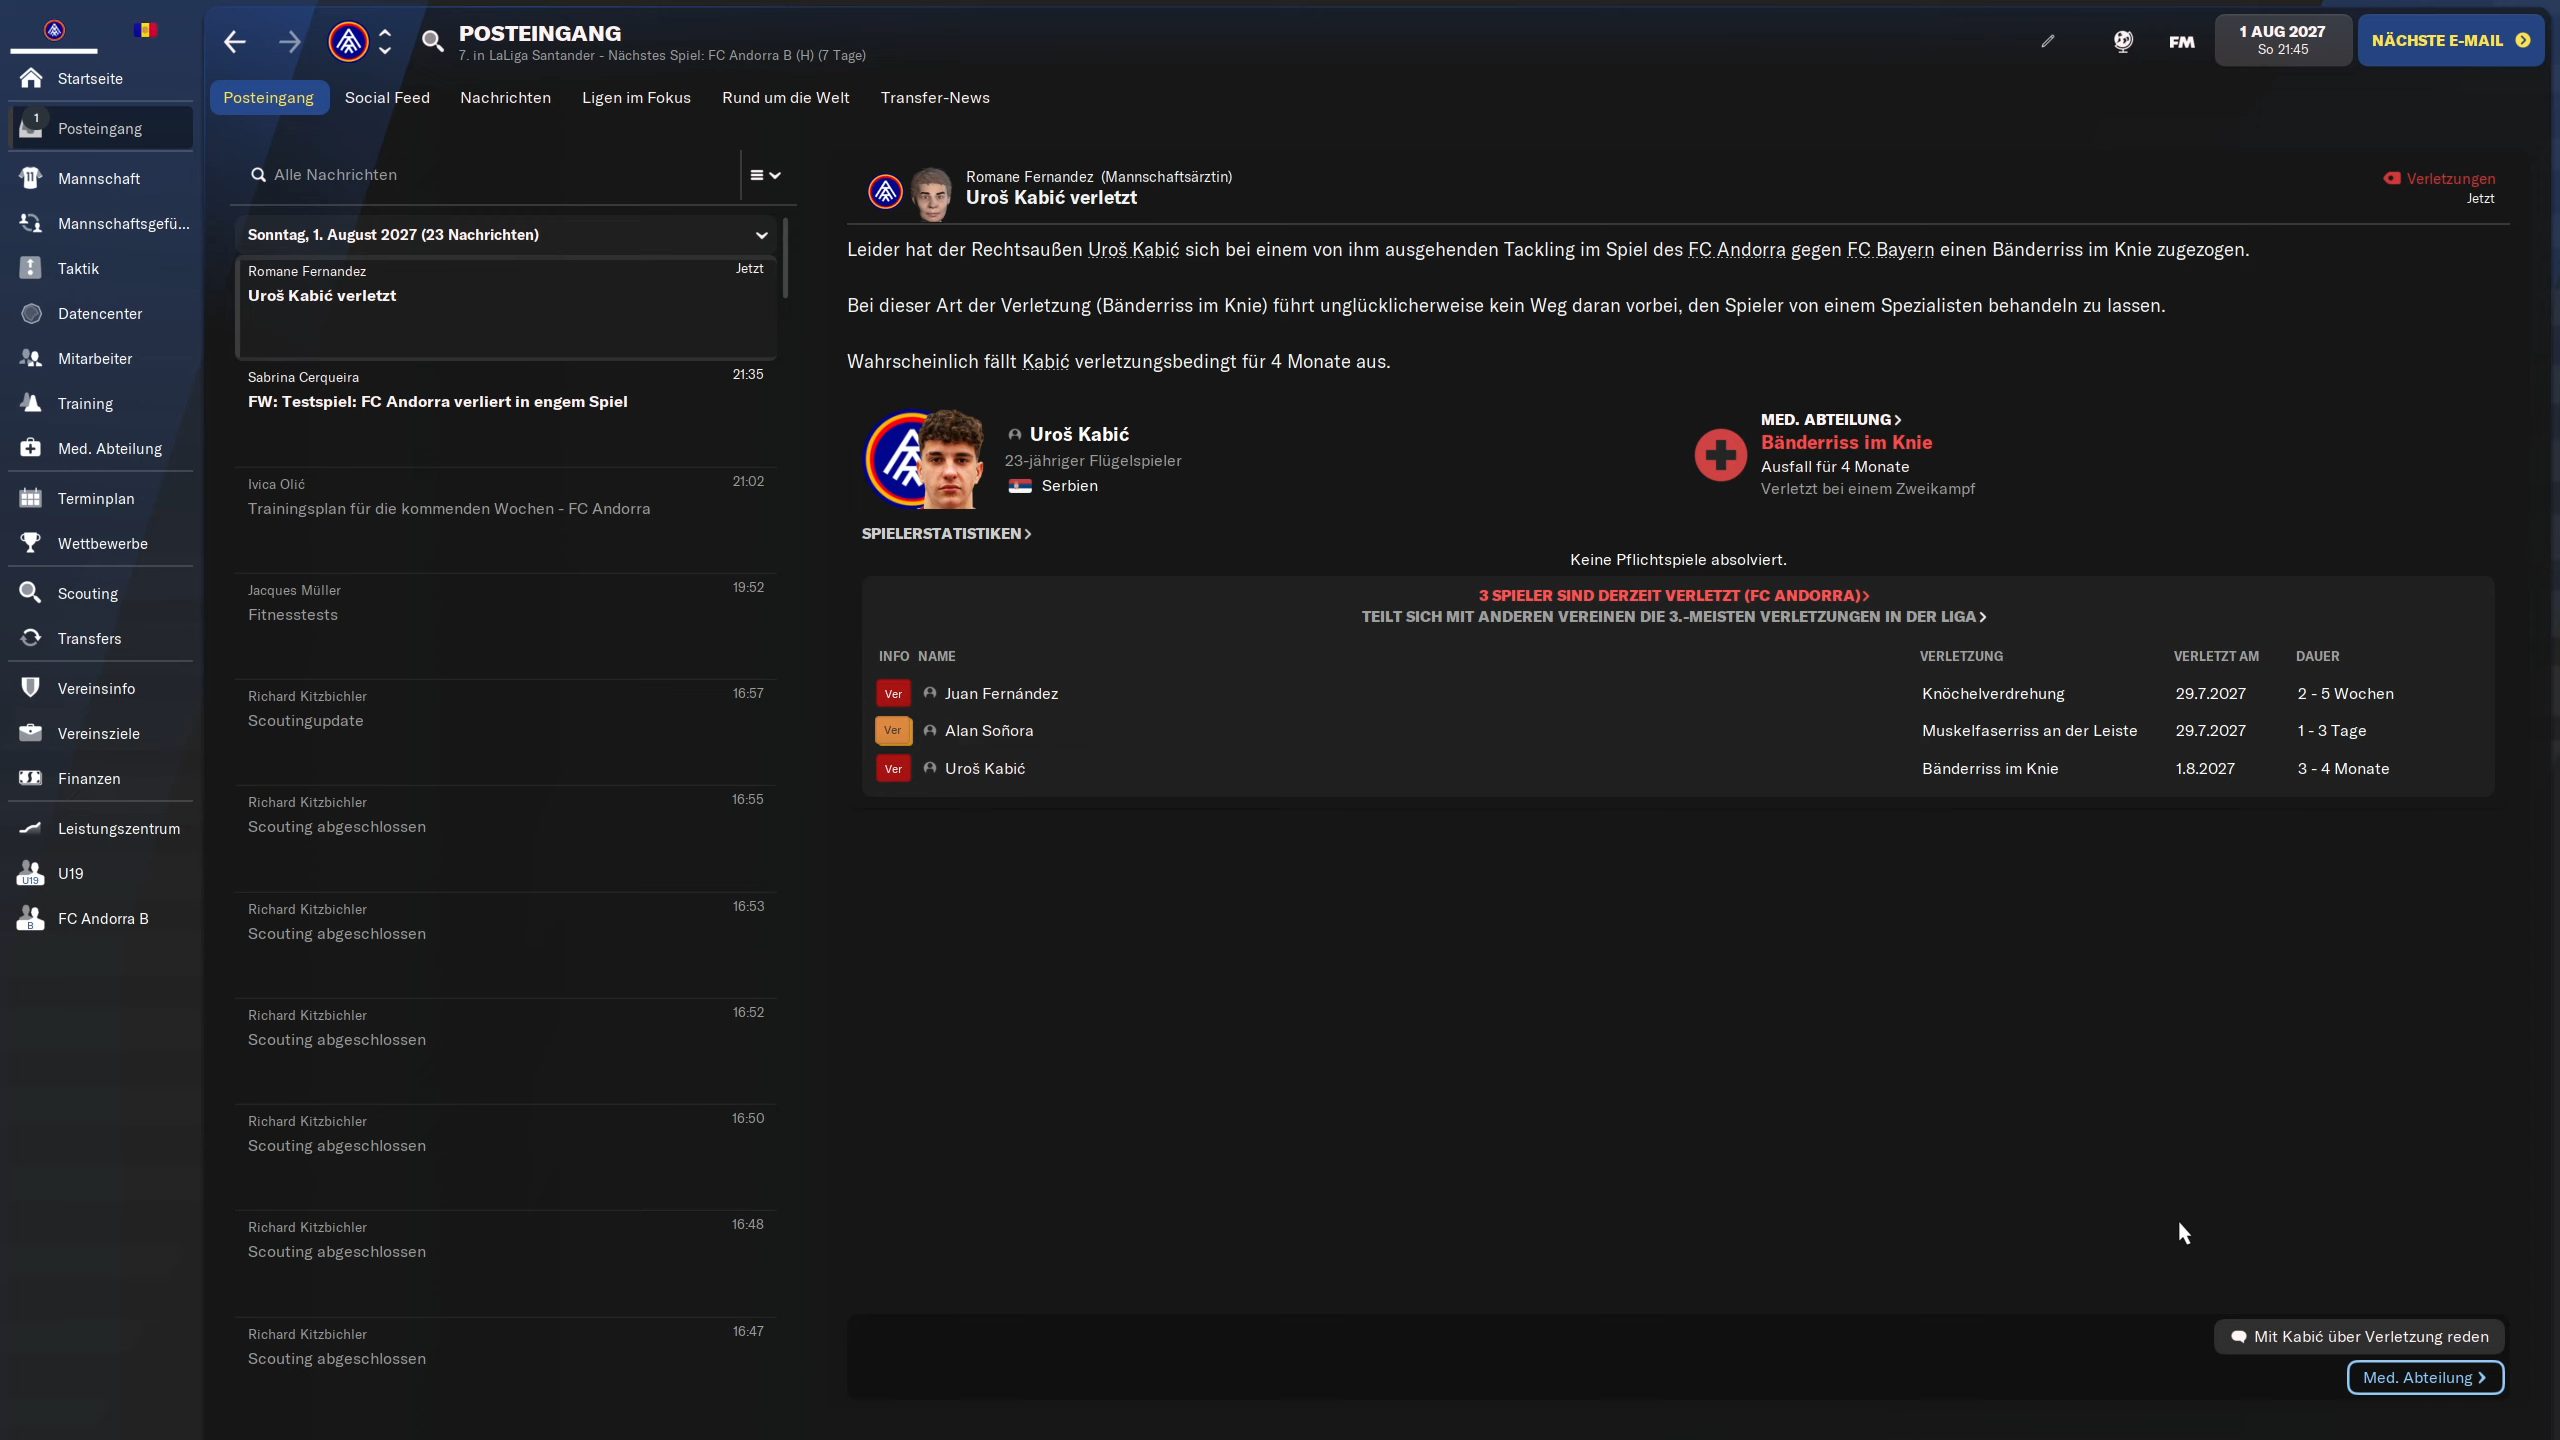 POSTEINGANG
7. in LaLiga Santander - Nächstes Spiel: FC Andorra B (H) (7 Tage)
FM
1 AUG 2027
So 21:45
NÄCHSTE E-MAIL
Startseite
1
Posteingang
Mannschaft
Mannschaftsgefü...
Taktik
Datencenter
Mitarbeiter
Training
Med. Abteilung
Terminplan
Wettbewerbe
Scouting
Transfers
Vereinsinfo
Vereinsziele
Finanzen
Leistungszentrum
U19
U19
B
FC Andorra B
Posteingang
Social Feed
Nachrichten
Ligen im Fokus
Rund um die Welt
Transfer-News
Alle Nachrichten
Sonntag, 1. August 2027 (23 Nachrichten)
Romane Fernandez
Jetzt
Uroš Kabić verletzt
Sabrina Cerqueira
21:35
FW: Testspiel: FC Andorra verliert in engem Spiel
Ivica Olić
21:02
Trainingsplan für die kommenden Wochen - FC Andorra
Jacques Müller
19:52
Fitnesstests
Richard Kitzbichler
16:57
Scoutingupdate
Richard Kitzbichler
16:55
Scouting abgeschlossen
Richard Kitzbichler
16:53
Scouting abgeschlossen
Richard Kitzbichler
16:52
Scouting abgeschlossen
Richard Kitzbichler
16:50
Scouting abgeschlossen
Richard Kitzbichler
16:48
Scouting abgeschlossen
Richard Kitzbichler
16:47
Scouting abgeschlossen
Romane Fernandez (Mannschaftsärztin)
Uroš Kabić verletzt
Verletzungen
Jetzt
Leider hat der Rechtsaußen Uroš Kabić sich bei einem von ihm ausgehenden Tackling im Spiel des FC Andorra gegen FC Bayern einen Bänderriss im Knie zugezogen.
Bei dieser Art der Verletzung (Bänderriss im Knie) führt unglücklicherweise kein Weg daran vorbei, den Spieler von einem Spezialisten behandeln zu lassen.
Wahrscheinlich fällt Kabić verletzungsbedingt für 4 Monate aus.
Uroš Kabić
23-jähriger Flügelspieler
Serbien
MED. ABTEILUNG
Bänderriss im Knie
Ausfall für 4 Monate
Verletzt bei einem Zweikampf
SPIELERSTATISTIKEN
Keine Pflichtspiele absolviert.
3 SPIELER SIND DERZEIT VERLETZT (FC ANDORRA)
TEILT SICH MIT ANDEREN VEREINEN DIE 3.-MEISTEN VERLETZUNGEN IN DER LIGA
INFO NAME VERLETZUNG VERLETZT AM DAUER
Ver Juan Fernández Knöchelverdrehung 29.7.2027 2 - 5 Wochen
Ver Alan Soñora Muskelfaserriss an der Leiste 29.7.2027 1 - 3 Tage
Ver Uroš Kabić Bänderriss im Knie 1.8.2027 3 - 4 Monate
Mit Kabić über Verletzung reden
Med. Abteilung